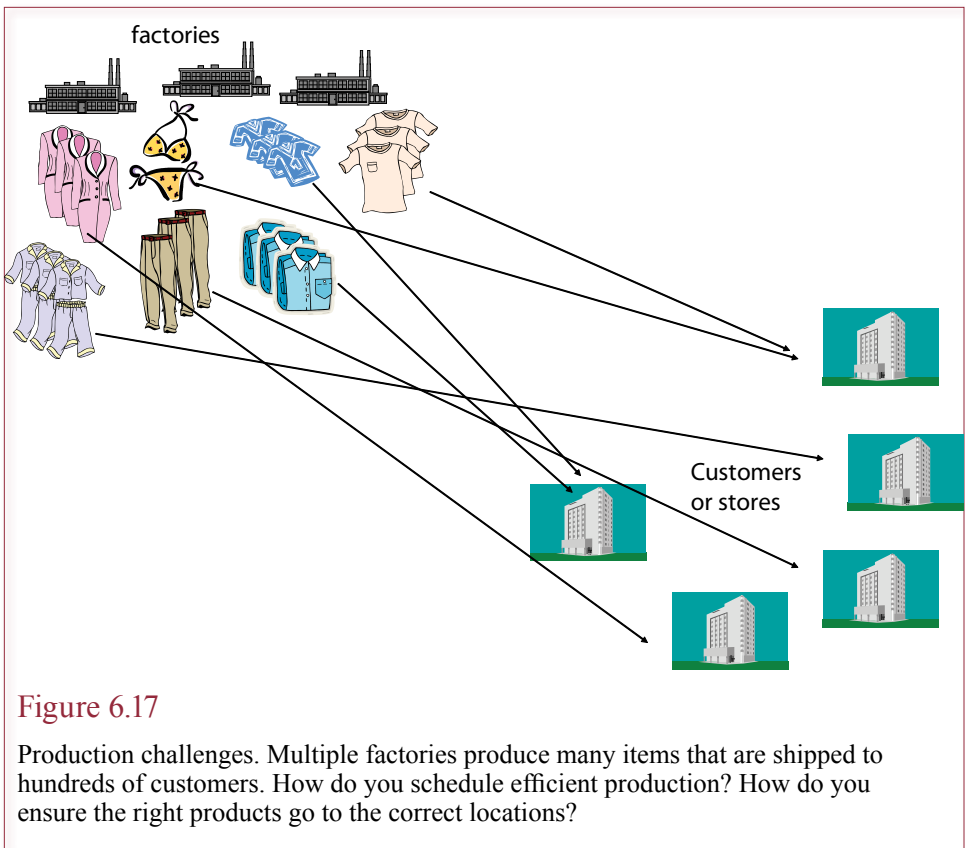 factories
Customers
or stores
Figure 6.17
Production challenges. Multiple factories produce many items that are shipped to
hundreds of customers. How do you schedule efficient production? How do you
ensure the right products go to the correct locations?